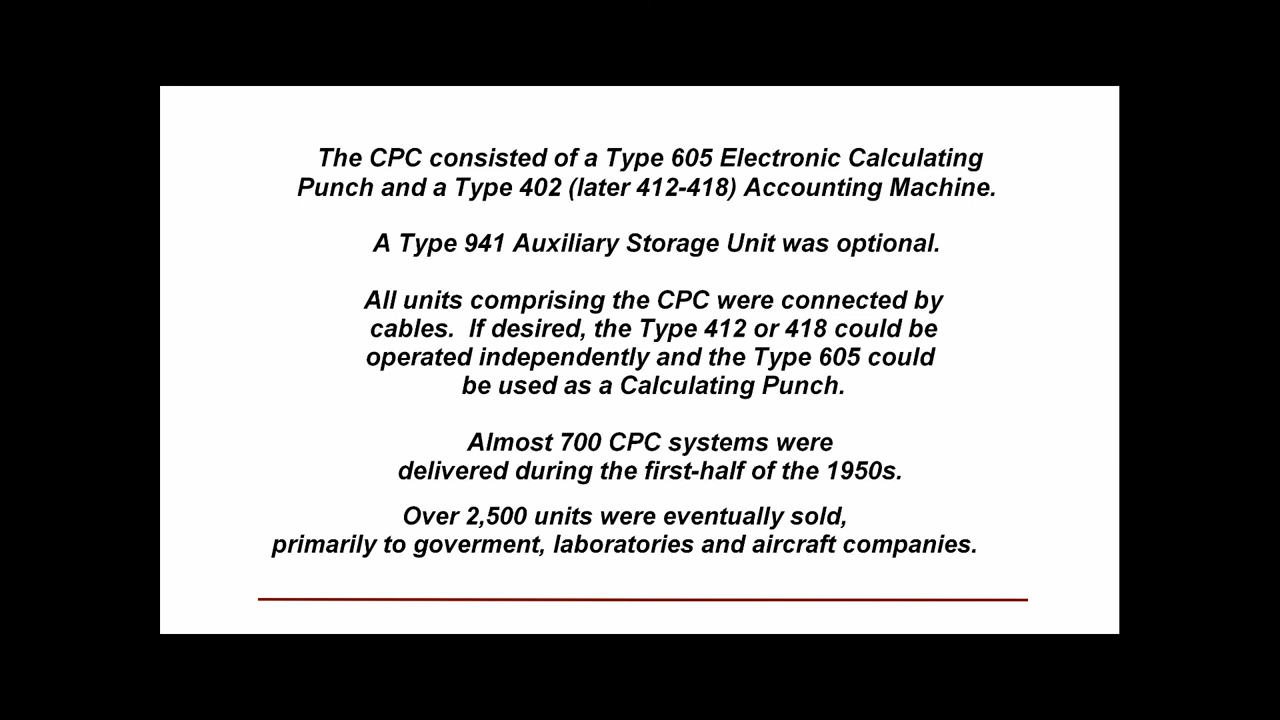 The CPC consisted of a Type 605 Electronic Calculating
Punch and a Type 402 (later 412-418) Accounting Machine.
A Type 941 Auxiliary Storage Unit was optional.
All units comprising the CPC were connected by
cables.  If desired, the Type 412 or 418 could be
operated independently and the Type 605 could
be used as a Calculating Punch.
Almost 700 CPC systems were
delivered during the first-half of the 1950s.
Over 2,500 units were eventually sold,
primarily to goverment, laboratories and aircraft companies.